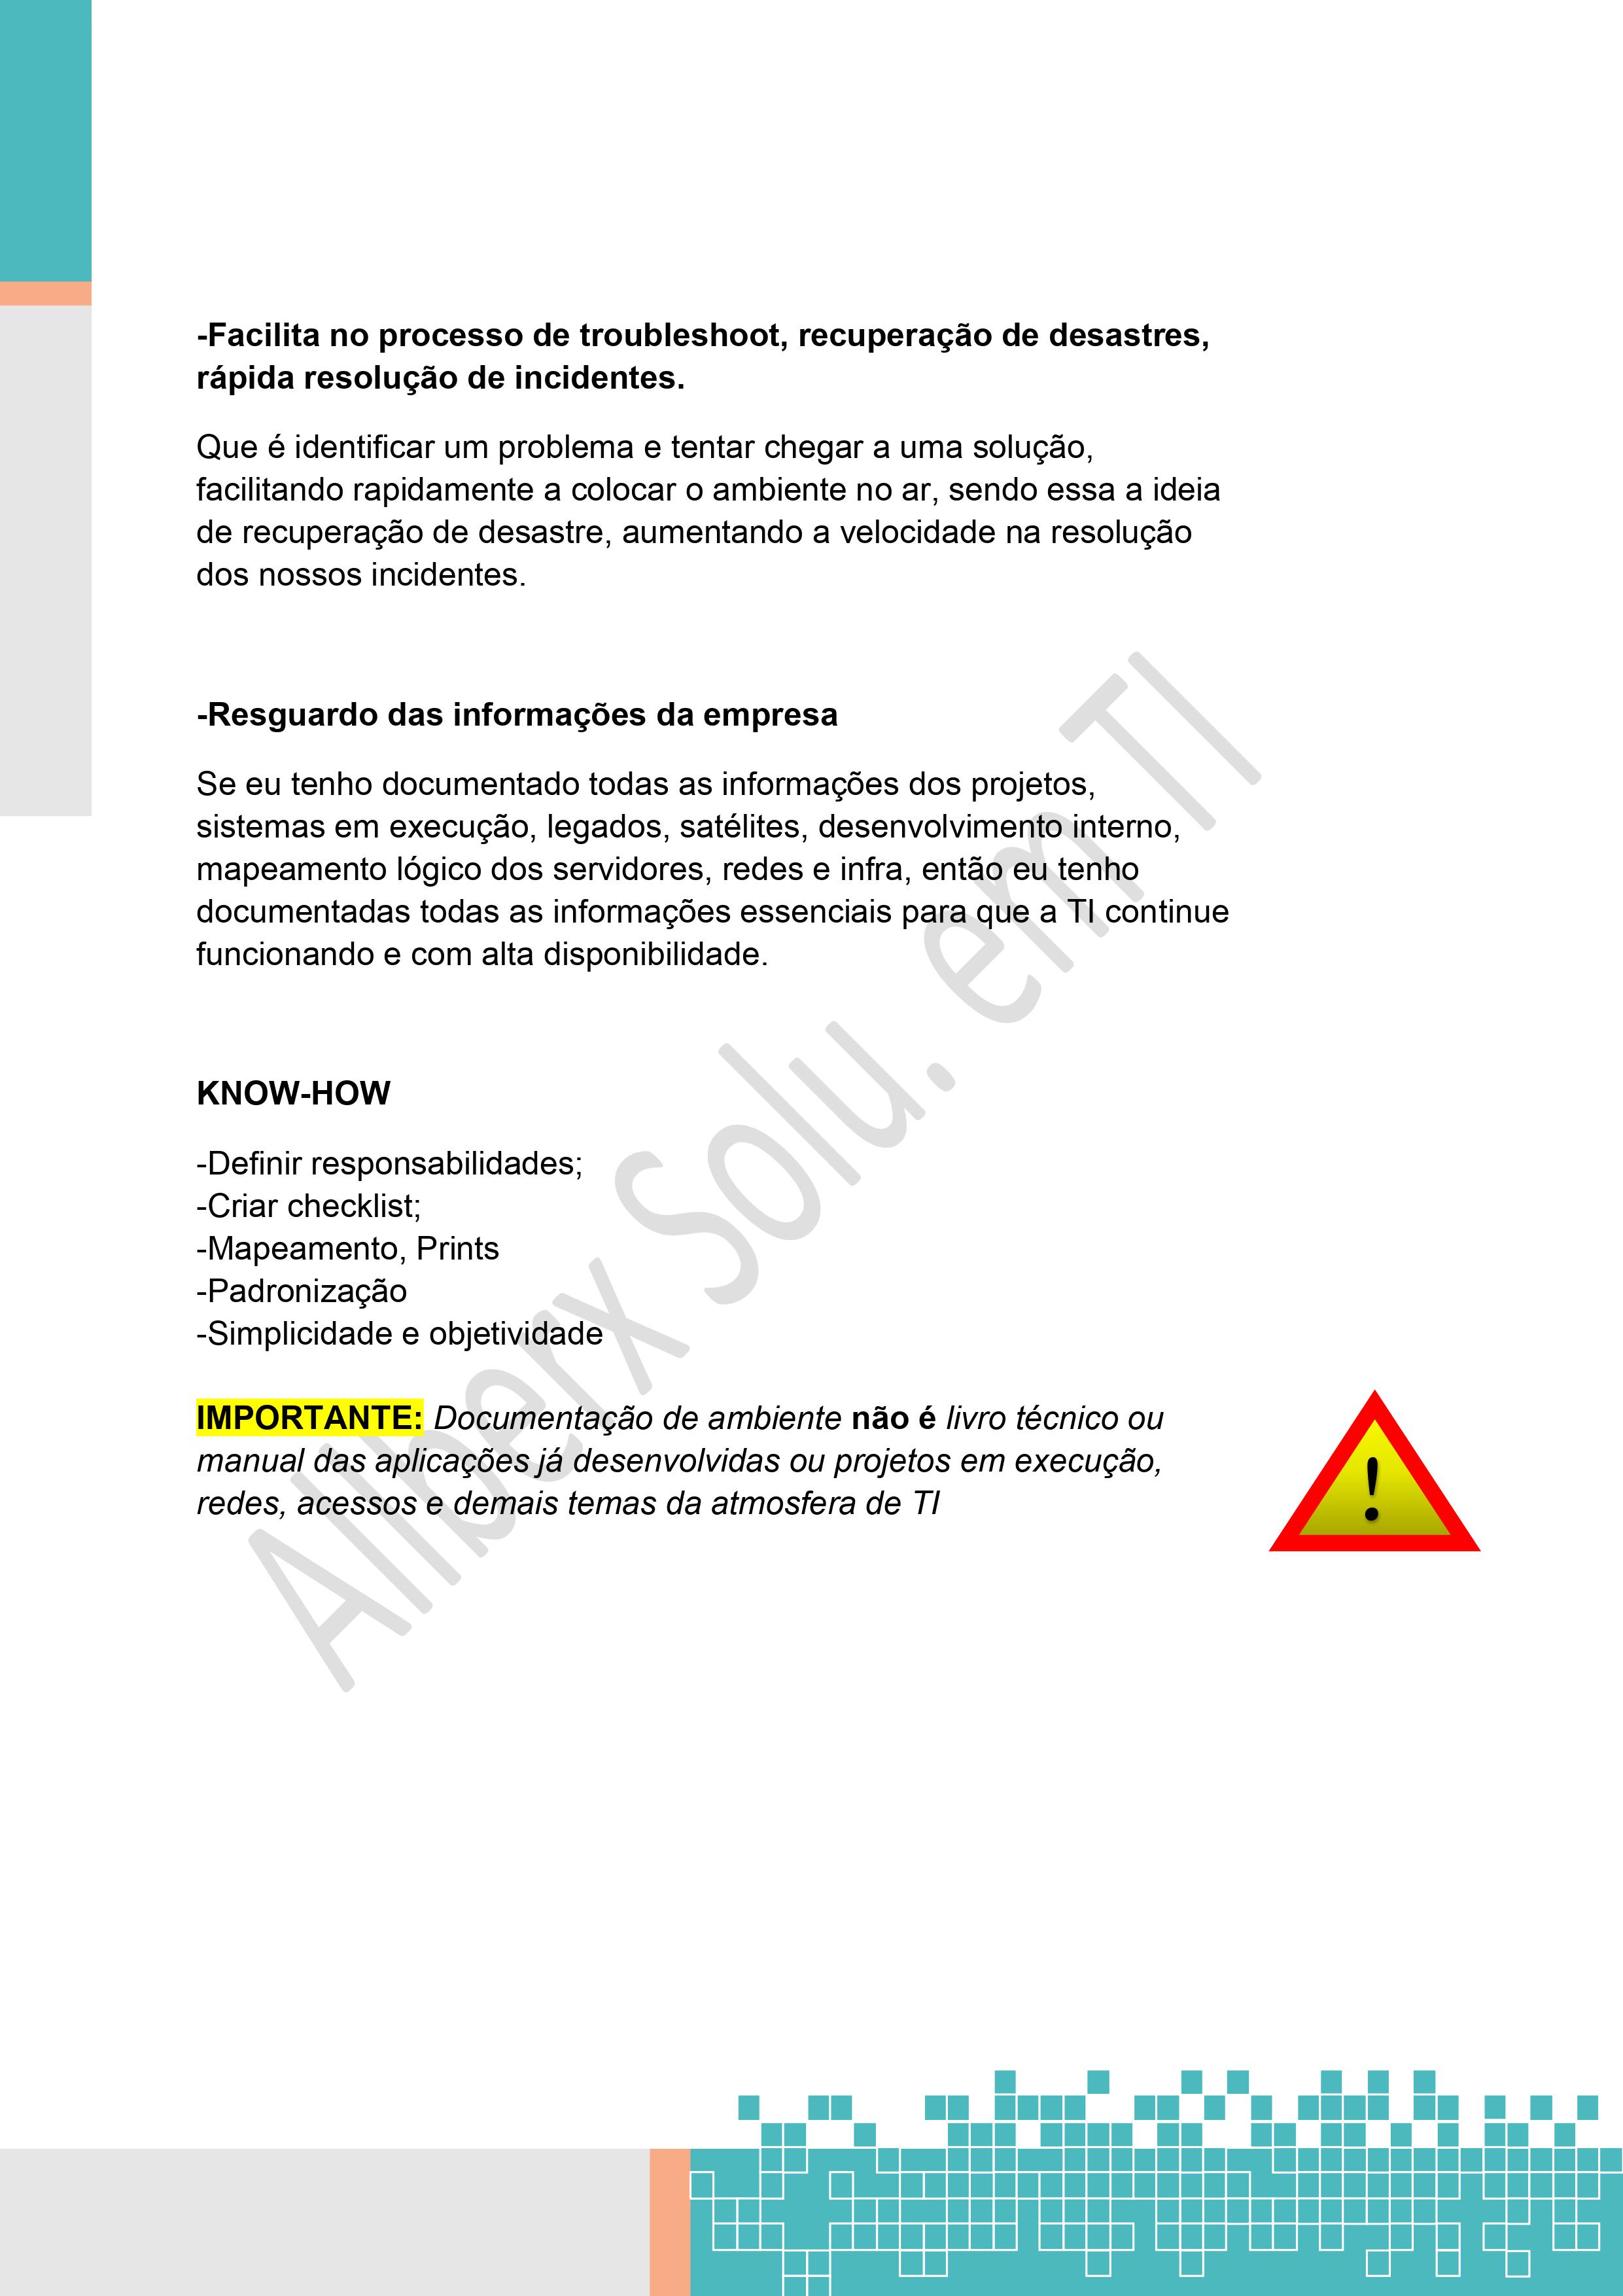 -Facilita no processo de troubleshoot, recuperação de desastres,
rápida resolução de incidentes.
Que é identificar um problema e tentar chegar a uma solução,
facilitando rapidamente a colocar o ambiente no ar, sendo essa a ideia
de recuperação de desastre, aumentando a velocidade na resolução
dos nossos incidentes.
-Resguardo das informações da empresa
Se eu tenho documentado todas as informações dos projetos,
sistemas em execução, legados, satélites, desenvolvimento interno,
mapeamento lógico dos servidores, redes e infra, então eu tenho
documentadas todas as informações essenciais para que a TI continue
funcionando e com alta disponibilidade.
KNOW-HOW
-Definir responsabilidades;
-Criar checklist;
-Mapeamento, Prints
-Padronização
-Simplicidade e objetividade
IMPORTANTE: Documentação de ambiente não é livro técnico ou
manual das aplicações já desenvolvidas ou projetos em execução,
redes, acessos e demais temas da atmosfera de TI
!
Allberx Solu. em TI